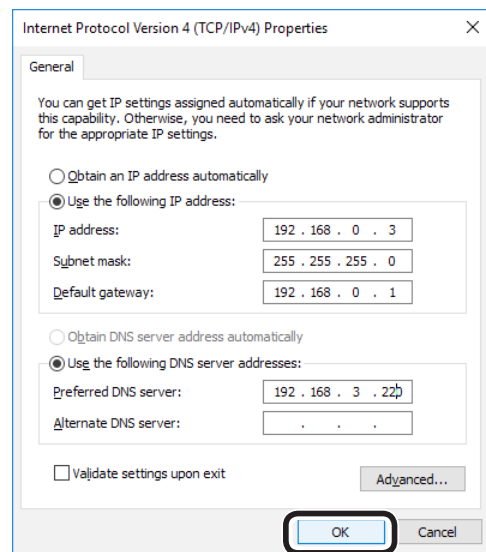 Internet Protocol Version 4 (TCP/IPv4) Properties
General
You can get IP settings assigned automatically if your network supports
this capability. Otherwise, you need to ask your network administrator
for the appropriate IP settings.
Obtain an IP address automatically
Use the following IP address:
IP address: 192 . 168 . 0 . 3
Subnet mask: 255 . 255 . 255 . 0
Default gateway: 192 . 168 . 0 . 1
Obtain DNS server address automatically
Use the following DNS server addresses:
Preferred DNS server: 192 . 168 . 3 . 220
Alternate DNS server: . . .
Validate settings upon exit
Advanced...
OK Cancel